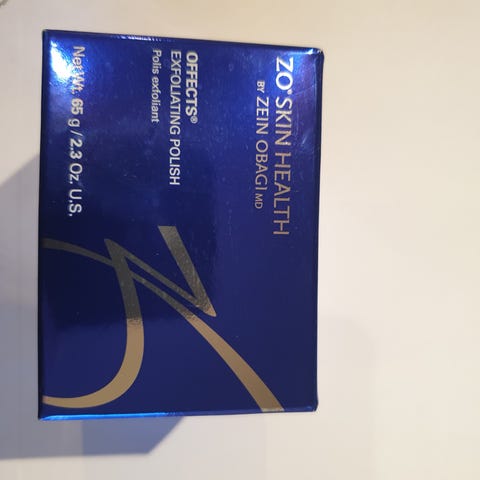 ZO® SKIN HEALTH
BY ZEIN OBAGI MD
OFFECTS®
EXFOLIATING POLISH
Polis exfoliant
Net Wt. 65 g / 2.3 Oz. U.S.